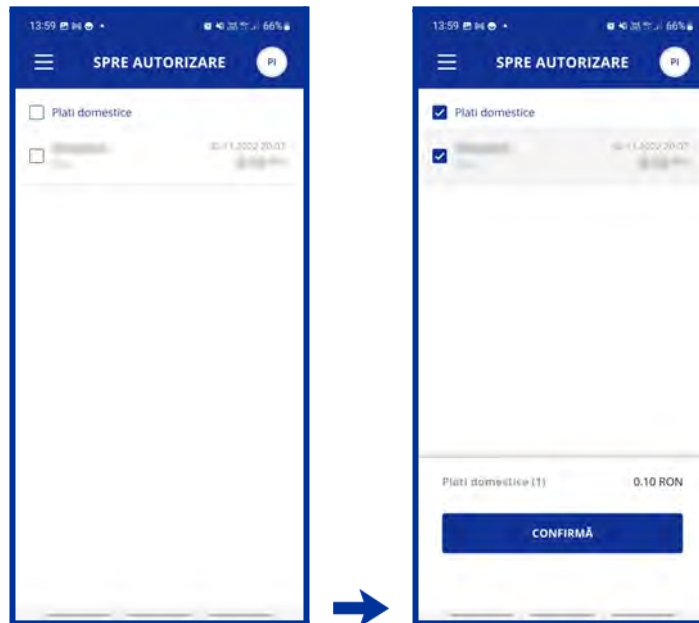 13:59
66%
SPRE AUTORIZARE
PI
Plati domestice
13:59
66%
SPRE AUTORIZARE
PI
Plati domestice
Plati domestice (1) 0.10 RON
CONFIRMĂ